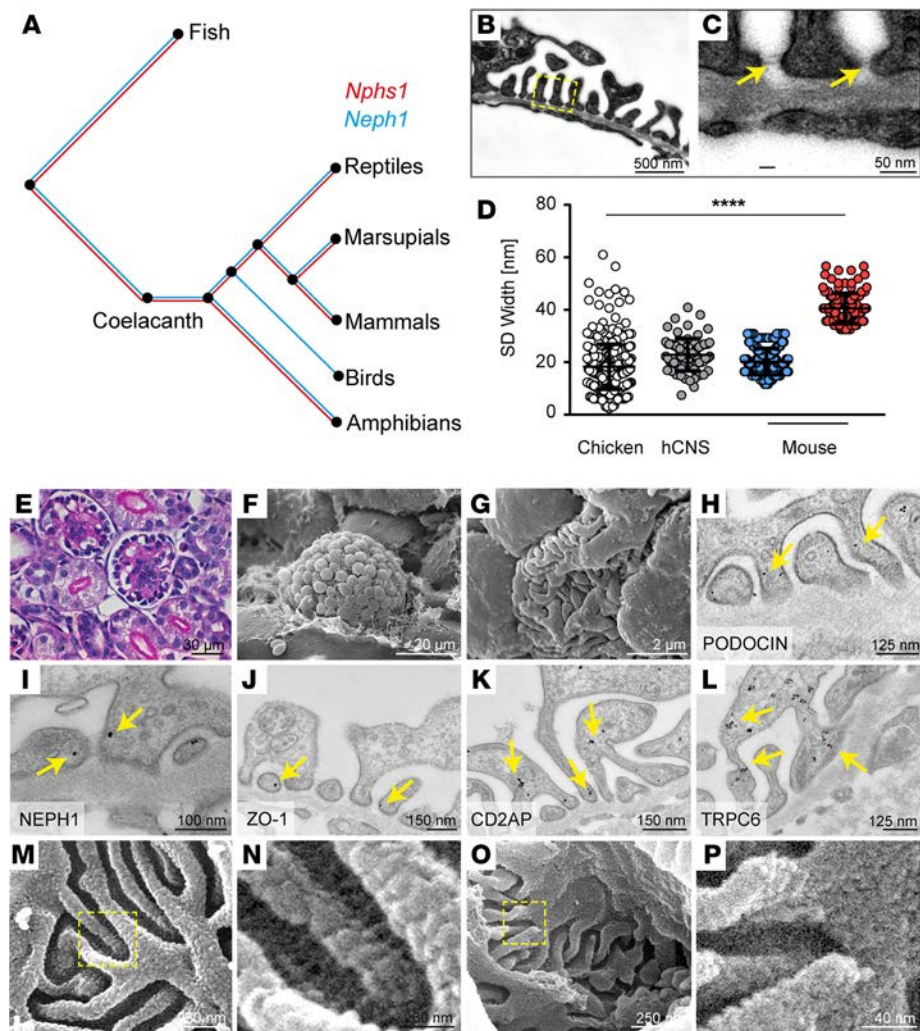 A
Fish
Nphs1
Neph1
Reptiles
Marsupials
Coelacanth
Mammals
Birds
Amphibians
B
500 nm
C
50 nm
D
****
80
60
40
20
0
SD Width [nm]
Chicken hCNS Mouse
E
30 µm
F
20 µm
G
2 µm
H
PODOCIN
125 nm
I
NEPH1
100 nm
J
ZO-1
150 nm
K
CD2AP
150 nm
L
TRPC6
125 nm
M
N
O
250 nm
P
40 nm